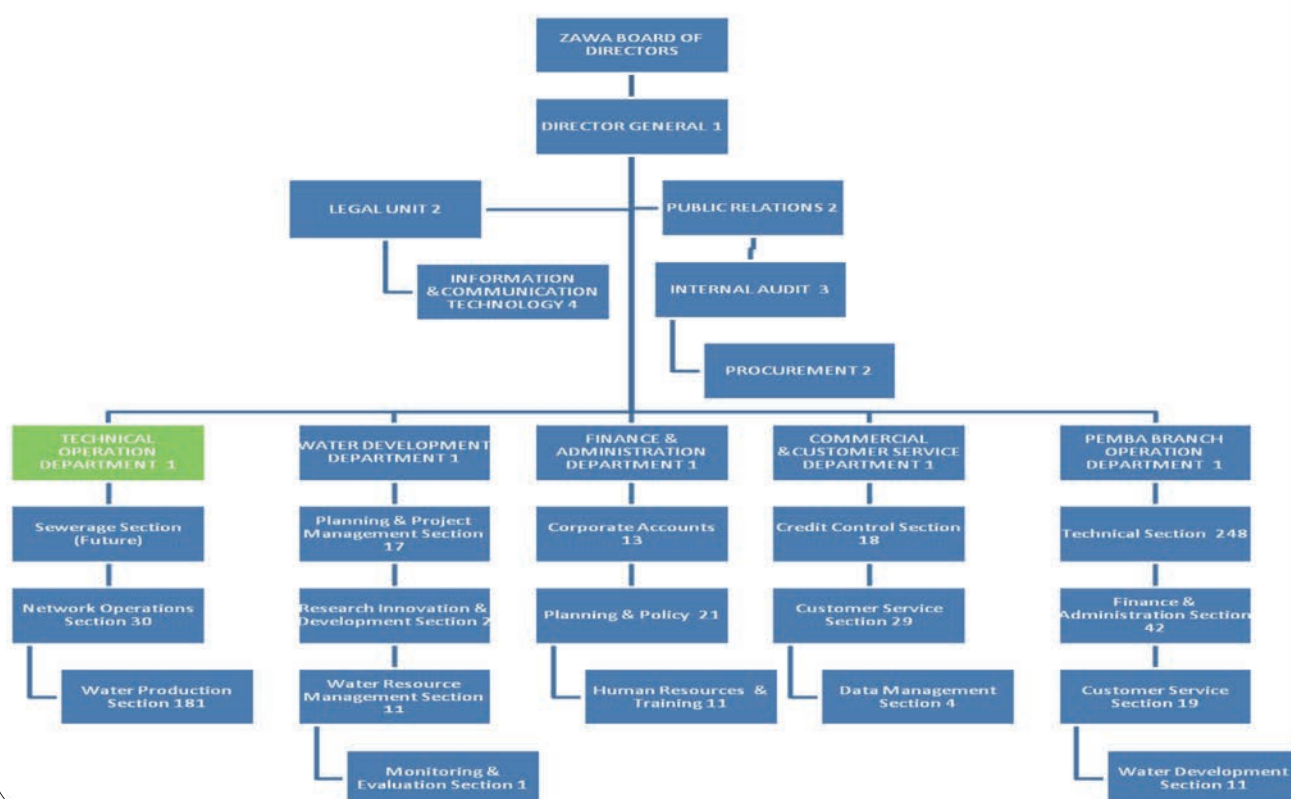 ZAWA BOARD OF
DIRECTORS
DIRECTOR GENERAL 1
LEGAL UNIT 2
PUBLIC RELATIONS 2
INFORMATION
&COMMUNICATION
TECHNOLOGY 4
INTERNAL AUDIT 3
PROCUREMENT 2
TECHNICAL
OPERATION
DEPARTMENT 1
WATER DEVELOPMENT
DEPARTMENT 1
FINANCE &
ADMINISTRATION
DEPARTMENT 1
COMMERCIAL
&CUSTOMER SERVICE
DEPARTMENT 1
PEMBA BRANCH
OPERATION
DEPARTMENT 1
Sewerage Section
(Future)
Planning & Project
Management Section
17
Corporate Accounts
13
Credit Control Section
18
Technical Section 248
Network Operations
Section 30
Research Innovation &
Development Section 2
Planning & Policy 21
Customer Service
Section 29
Finance &
Administration Section
42
Water Production
Section 181
Water Resource
Management Section
11
Human Resources &
Training 11
Data Management
Section 4
Customer Service
Section 19
Monitoring &
Evaluation Section 1
Water Development
Section 11